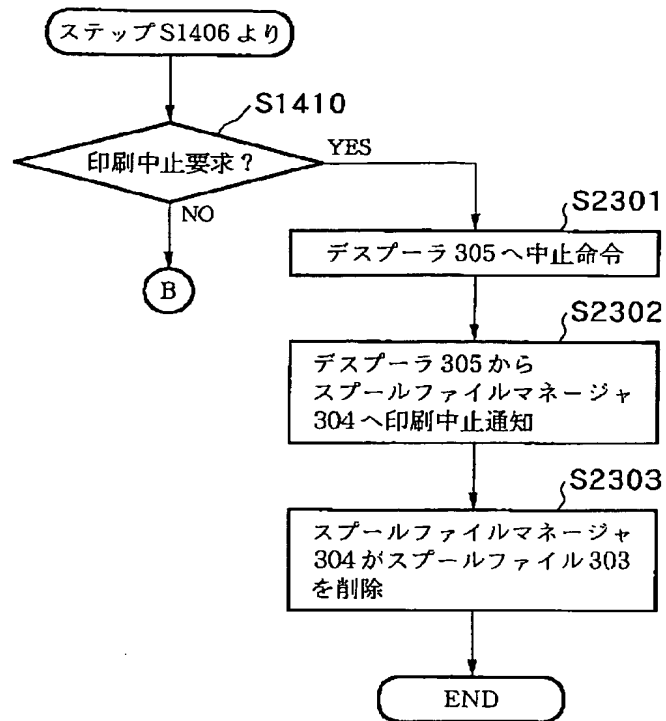 ステップS1406より
S1410
印刷中止要求？
YES
NO
B
S2301
デスプーラ305へ中止命令
S2302
デスプーラ305から
スプールファイルマネージャ
304へ印刷中止通知
S2303
スプールファイルマネージャ
304がスプールファイル303
を削除
END